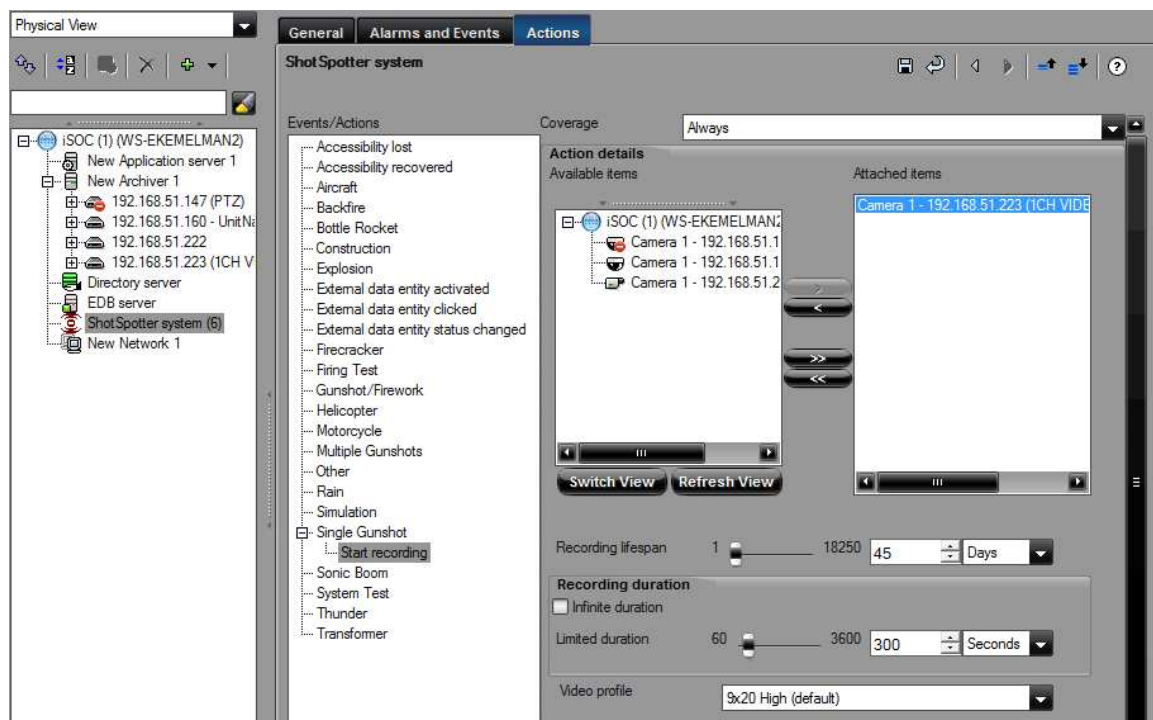 Physical View
General
Alarms and Events
Actions
ShotSpotter system
iSOC (1) (WS-EKEMELMAN2)
New Application server 1
New Archiver 1
192.168.51.147 (PTZ)
192.168.51.160 - UnitNa
192.168.51.222
192.168.51.223 (1CH V
Directory server
EDB server
ShotSpotter system (6)
New Network 1
Events/Actions
Accessibility lost
Accessibility recovered
Aircraft
Backfire
Bottle Rocket
Construction
Explosion
External data entity activated
External data entity clicked
External data entity status changed
Firecracker
Firing Test
Gunshot/Firework
Helicopter
Motorcycle
Multiple Gunshots
Other
Rain
Simulation
Single Gunshot
Start recording
Sonic Boom
System Test
Thunder
Transformer
Coverage
Always
Action details
Available items
Attached items
iSOC (1) (WS-EKEMELMAN2
Camera 1 - 192.168.51.1
Camera 1 - 192.168.51.1
Camera 1 - 192.168.51.2
>
<
>>
<<
Camera 1 - 192.168.51.223 (1CH VIDE
Switch View
Refresh View
Recording lifespan 1 18250 45 Days
Recording duration
Infinite duration
Limited duration 60 3600 300 Seconds
Video profile 9x20 High (default)